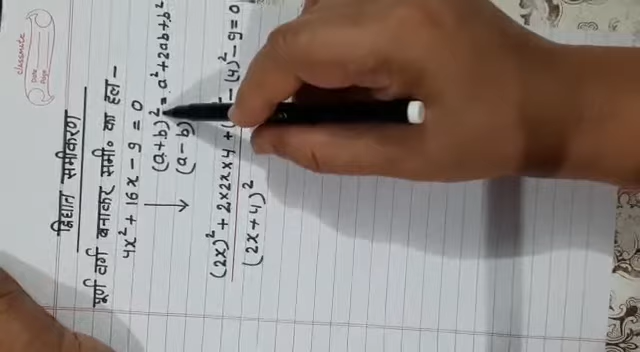 classmate
Date
Page
द्विघात समीकरण
पूर्ण वर्ग बनाकर समी० का हल –
4x² + 16x - 9 = 0
(a+b)² = a² + 2ab + b²
(a-b)
(2x)² + 2×2x×4 + - (4)² - 9 = 0
(2x+4)²